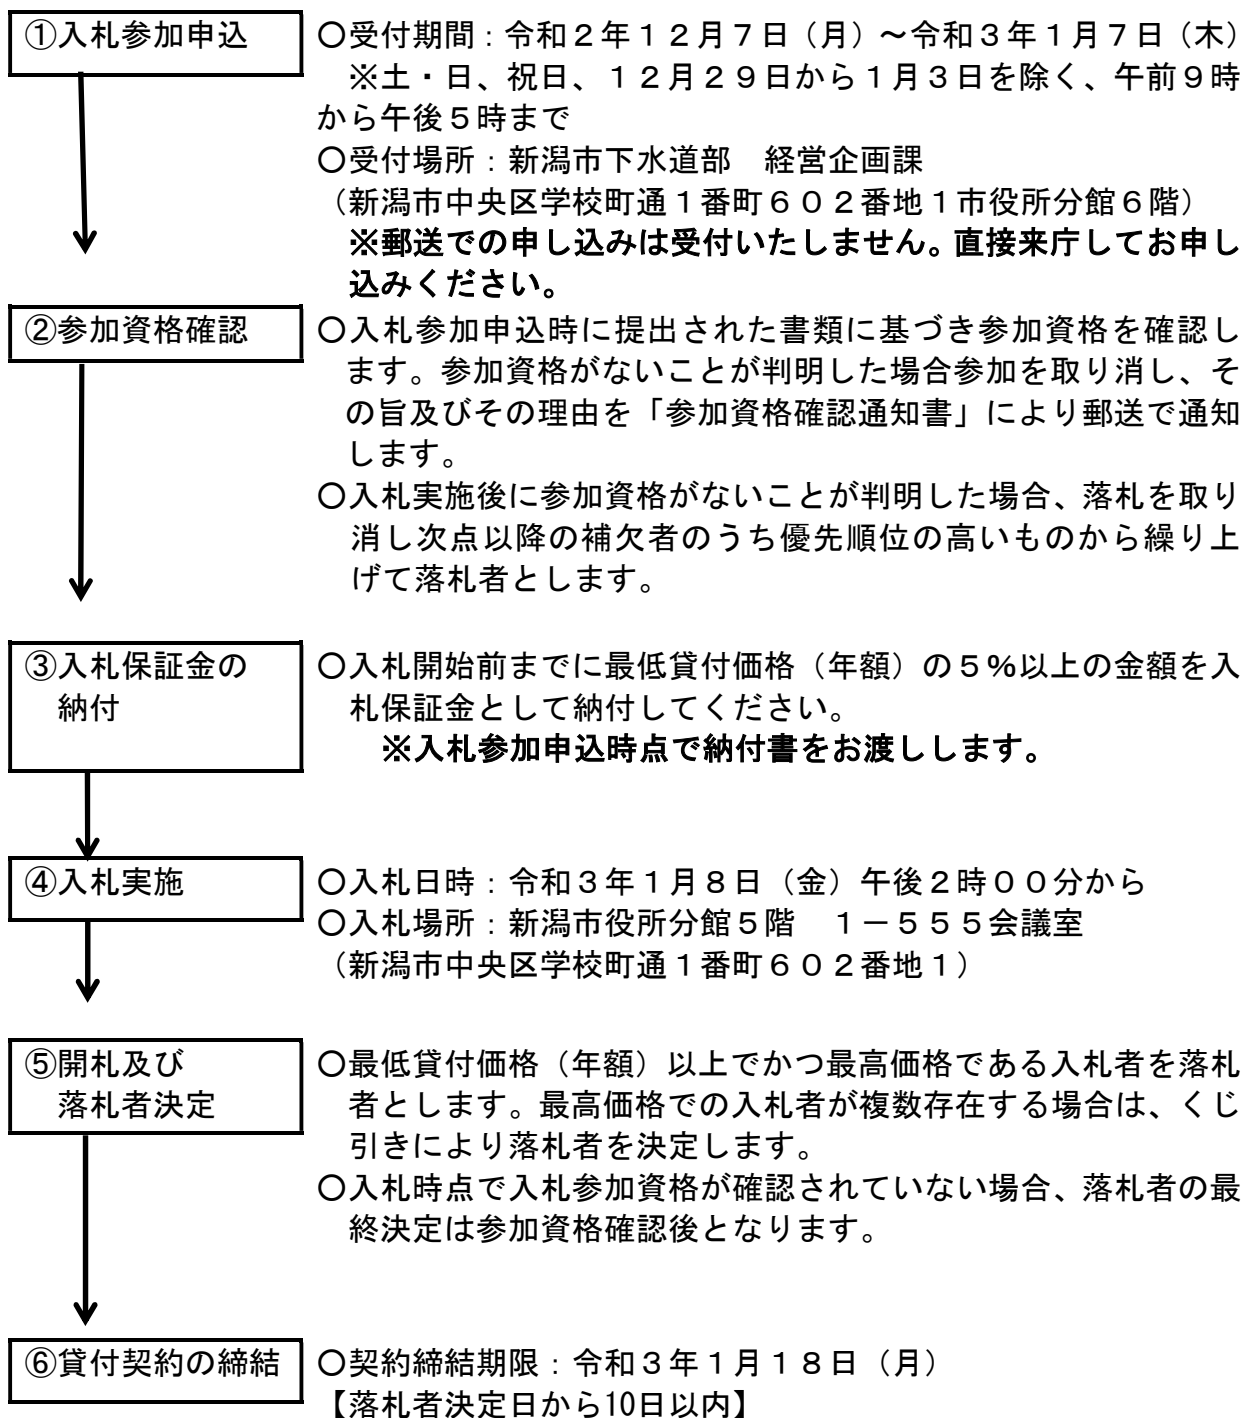 ①入札参加申込
〇受付期間：令和２年１２月７日（月）～令和３年１月７日（木）
※土・日、祝日、１２月２９日から１月３日を除く、午前９時
から午後５時まで
〇受付場所：新潟市下水道部　経営企画課
（新潟市中央区学校町通１番町６０２番地１市役所分館６階）
※郵送での申し込みは受付いたしません。直接来庁してお申し
込みください。
②参加資格確認
〇入札参加申込時に提出された書類に基づき参加資格を確認し
ます。参加資格がないことが判明した場合参加を取り消し、そ
の旨及びその理由を「参加資格確認通知書」により郵送で通知
します。
〇入札実施後に参加資格がないことが判明した場合、落札を取り
消し次点以降の補欠者のうち優先順位の高いものから繰り上
げて落札者とします。
③入札保証金の
納付
〇入札開始前までに最低貸付価格（年額）の５%以上の金額を入
札保証金として納付してください。
※入札参加申込時点で納付書をお渡しします。
④入札実施
〇入札日時：令和３年１月８日（金）午後２時００分から
〇入札場所：新潟市役所分館５階　１－５５５会議室
（新潟市中央区学校町通１番町６０２番地１）
⑤開札及び
落札者決定
〇最低貸付価格（年額）以上でかつ最高価格である入札者を落札
者とします。最高価格での入札者が複数存在する場合は、くじ
引きにより落札者を決定します。
〇入札時点で入札参加資格が確認されていない場合、落札者の最
終決定は参加資格確認後となります。
⑥貸付契約の締結
〇契約締結期限：令和３年１月１８日（月）
【落札者決定日から10日以内】